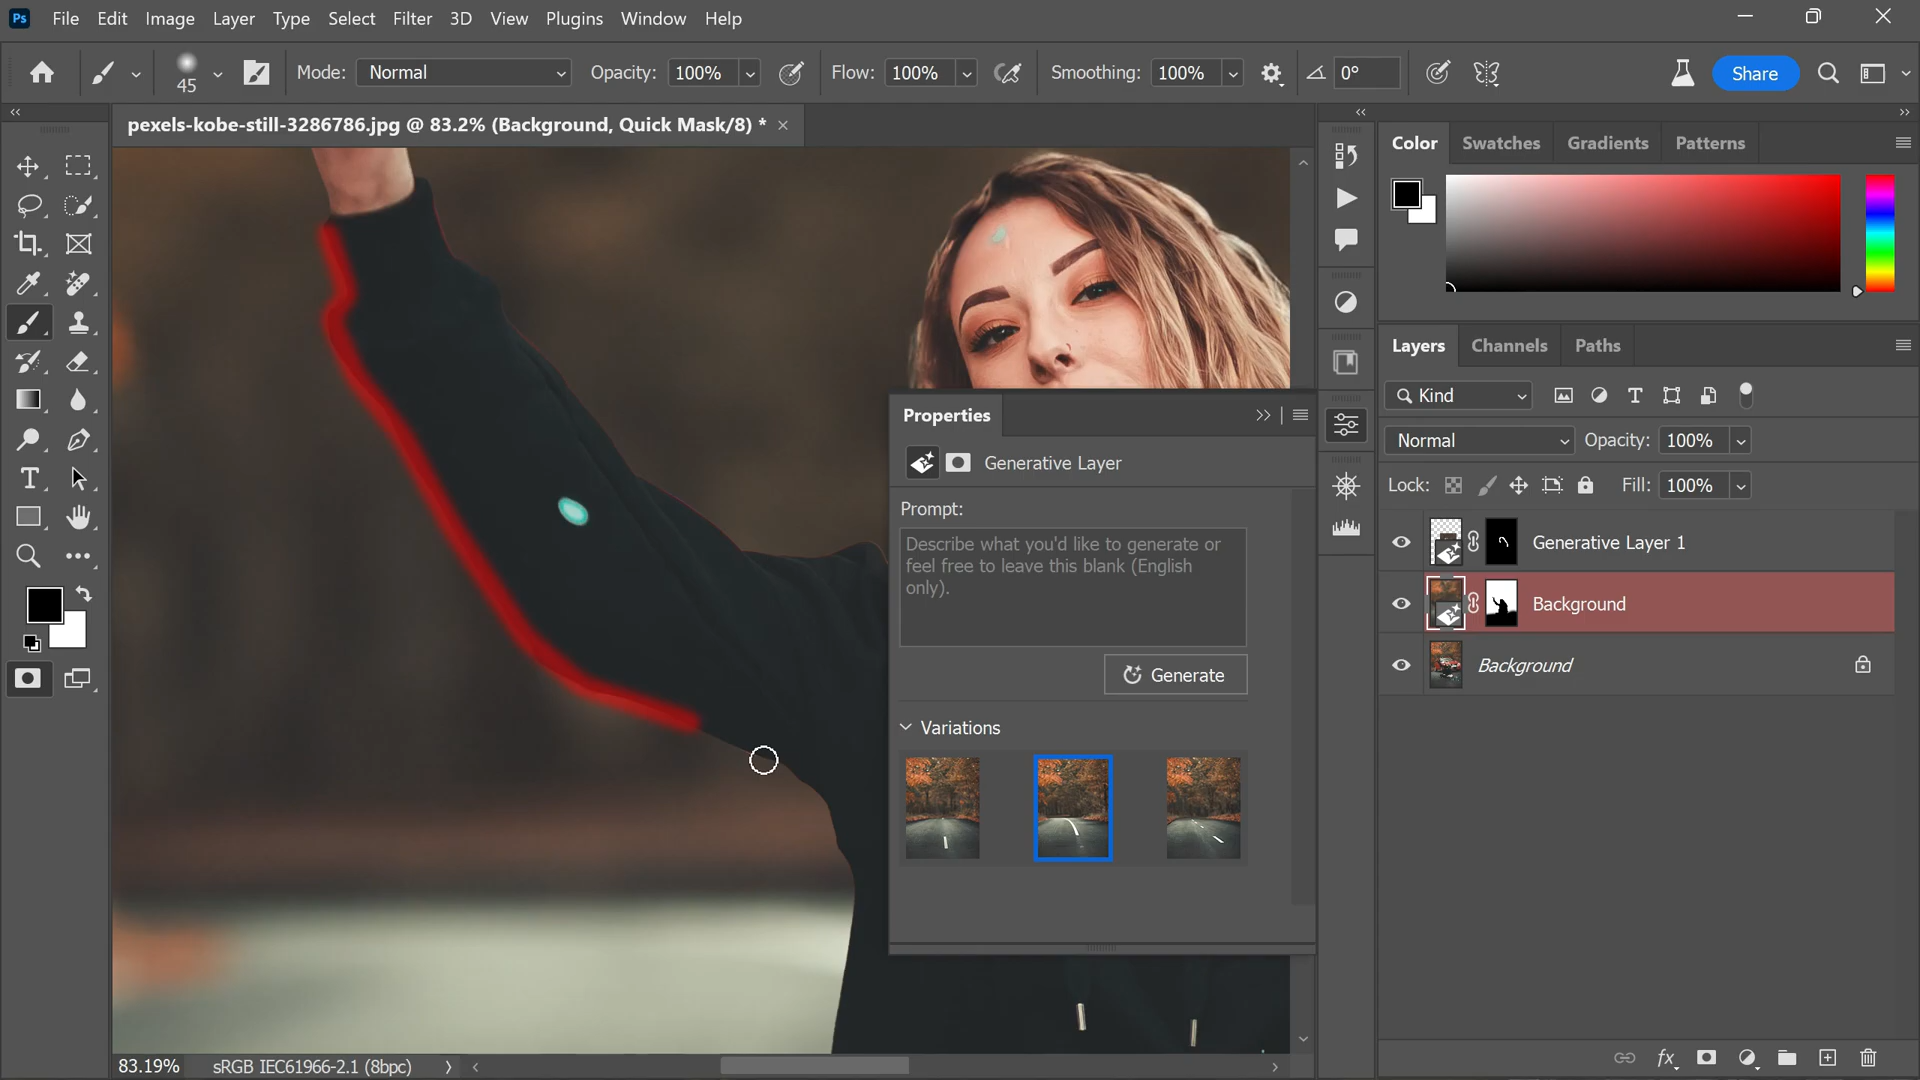 Ps File Edit Image Layer Type Select Filter 3D View Plugins Window Help
45 Mode: Normal Opacity: 100% Flow: 100% Smoothing: 100% 0° Share
pexels-kobe-still-3286786.jpg @ 83.2% (Background, Quick Mask/8) *
Color Swatches Gradients Patterns
Layers Channels Paths
Kind
Normal Opacity: 100%
Lock: Fill: 100%
Generative Layer 1
Background
Background
Properties
Generative Layer
Prompt:
Describe what you'd like to generate or
feel free to leave this blank (English
only).
Generate
Variations
83.19% sRGB IEC61966-2.1 (8bpc)